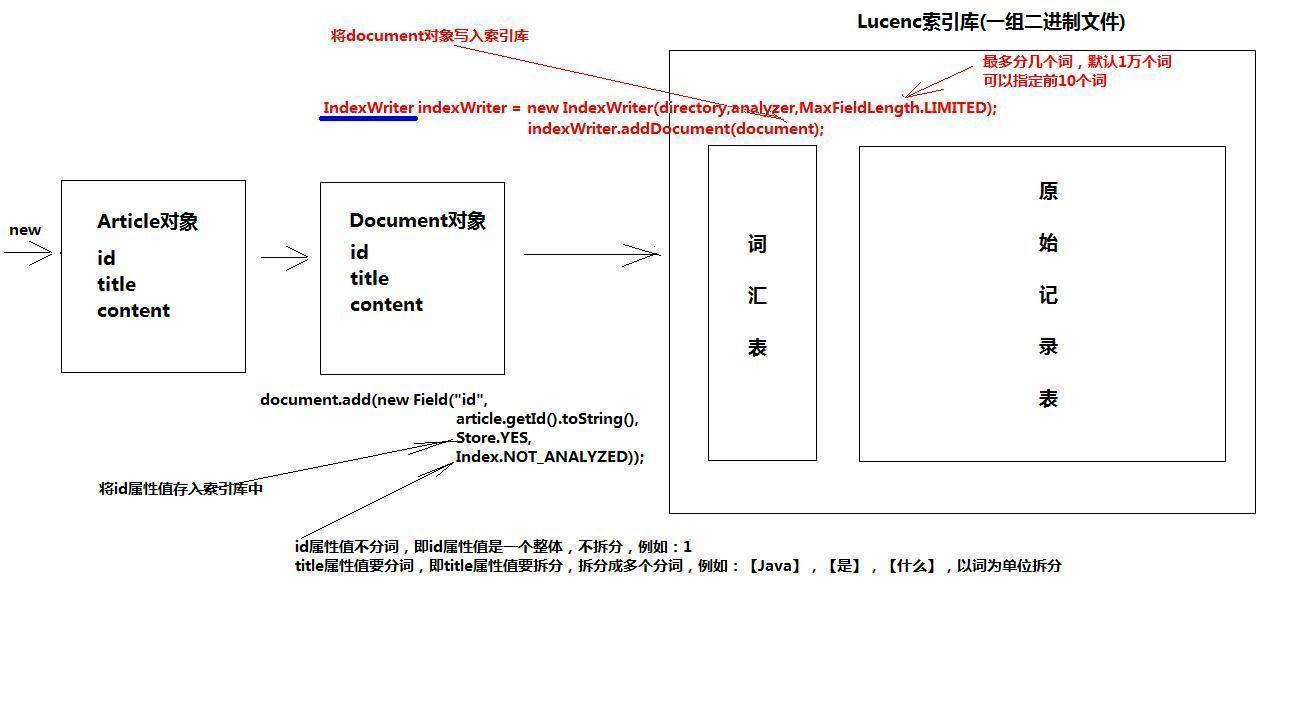 Lucenc索引库(一组二进制文件)
将document对象写入索引库
最多分几个词，默认1万个词
可以指定前10个词
IndexWriter indexWriter = new IndexWriter(directory,analyzer,MaxFieldLength.LIMITED);
indexWriter.addDocument(document);
new
Article对象
id
title
content
Document对象
id
title
content
词
汇
表
原
始
记
录
表
document.add(new Field("id",
article.getId().toString(),
Store.YES,
Index.NOT_ANALYZED));
将id属性值存入索引库中
id属性值不分词，即id属性值是一个整体，不拆分，例如：1
title属性值要分词，即title属性值要拆分，拆分成多个分词，例如：【Java】，【是】，【什么】，以词为单位拆分